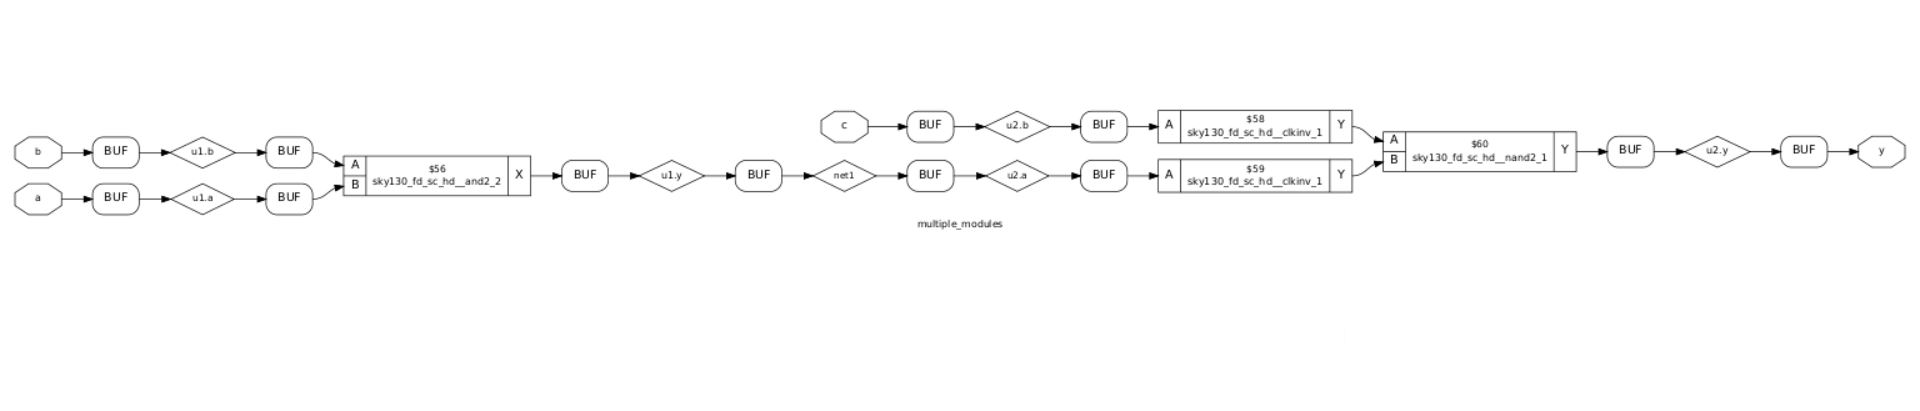 c BUF u2.b BUF A $58 Y
sky130_fd_sc_hd__clkinv_1
b BUF u1.b BUF
A $56 X
B sky130_fd_sc_hd__and2_2
a BUF u1.a BUF
BUF u1.y BUF net1 BUF u2.a BUF A $59 Y
sky130_fd_sc_hd__clkinv_1
A $60 Y
B sky130_fd_sc_hd__nand2_1
BUF u2.y BUF y
multiple_modules